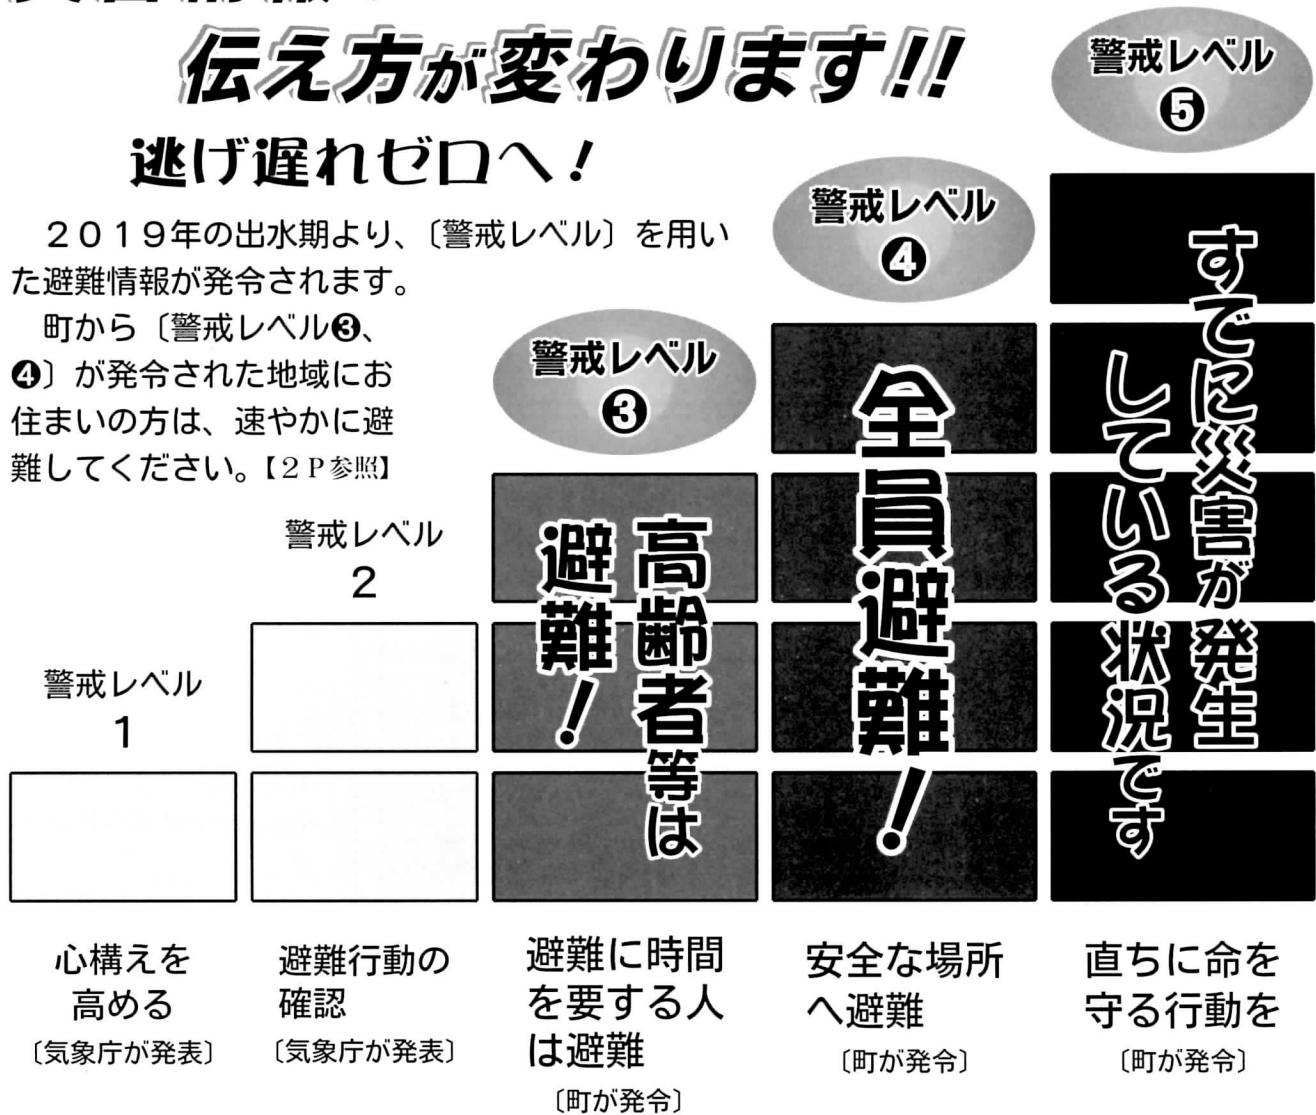 伝え方が変わります!!
逃げ遅れゼロへ!
２０１９年の出水期より、〔警戒レベル〕を用い
た避難情報が発令されます。
町から〔警戒レベル❸、
❹〕が発令された地域にお
住まいの方は、速やかに避
難してください。【２Ｐ参照】
警戒レベル
1
警戒レベル
2
警戒レベル
❸
警戒レベル
❹
警戒レベル
❺
高齢者等は
避難!
全員避難!
すでに災害が発生
している状況です
心構えを
高める
〔気象庁が発表〕
避難行動の
確認
〔気象庁が発表〕
避難に時間
を要する人
は避難
〔町が発令〕
安全な場所
へ避難
〔町が発令〕
直ちに命を
守る行動を
〔町が発令〕